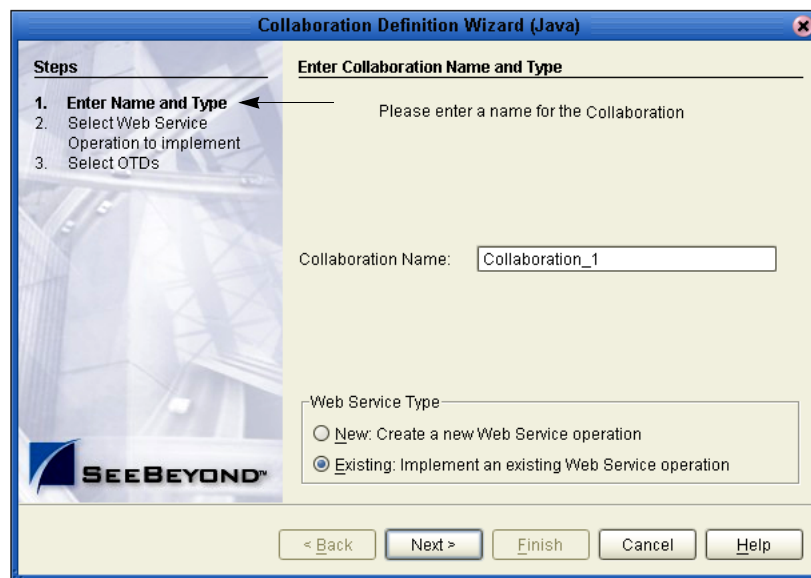 Collaboration Definition Wizard (Java)
Steps
1. Enter Name and Type
2. Select Web Service
Operation to implement
3. Select OTDs
SEEBEYOND™
Enter Collaboration Name and Type
Please enter a name for the Collaboration
Collaboration Name: Collaboration_1
Web Service Type
New: Create a new Web Service operation
Existing: Implement an existing Web Service operation
< Back Next > Finish Cancel Help